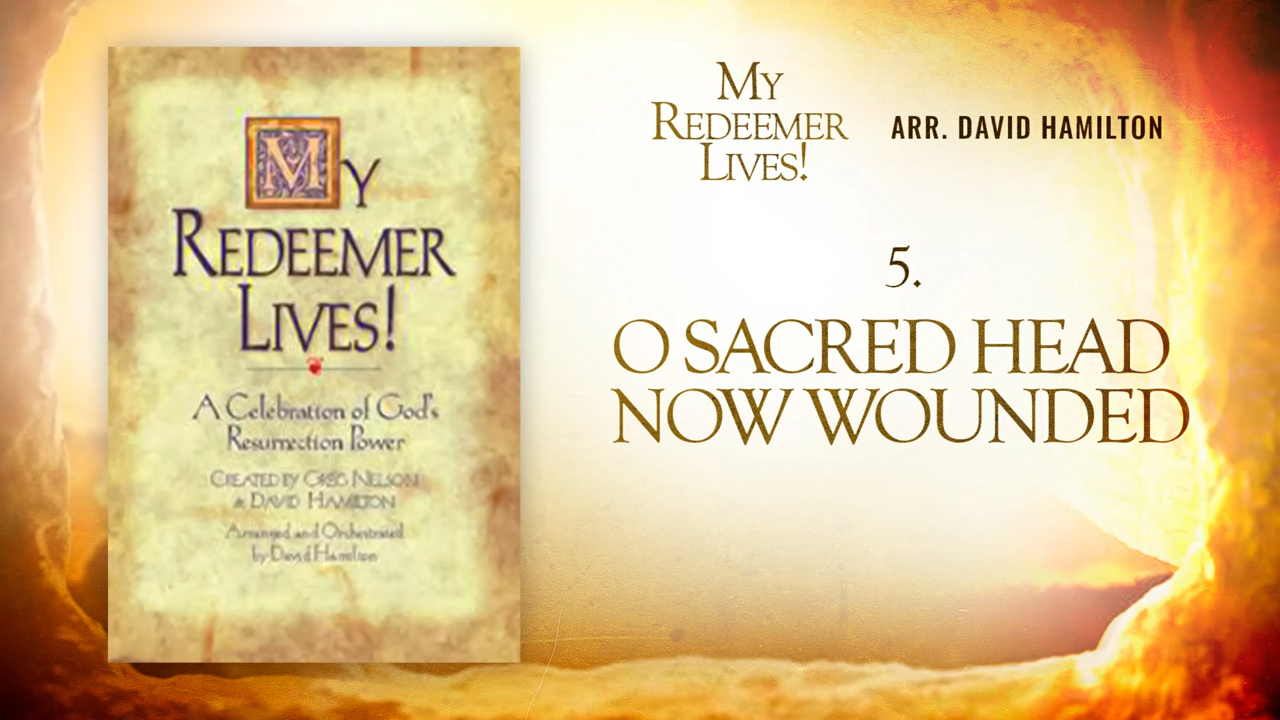 My
Redeemer
Lives!
A Celebration of God's
Resurrection Power
Created by Greg Nelson
& David Hamilton
Arranged and Orchestrated
by David Hamilton
My
Redeemer
Lives!
ARR. DAVID HAMILTON
5.
O SACRED HEAD
NOW WOUNDED